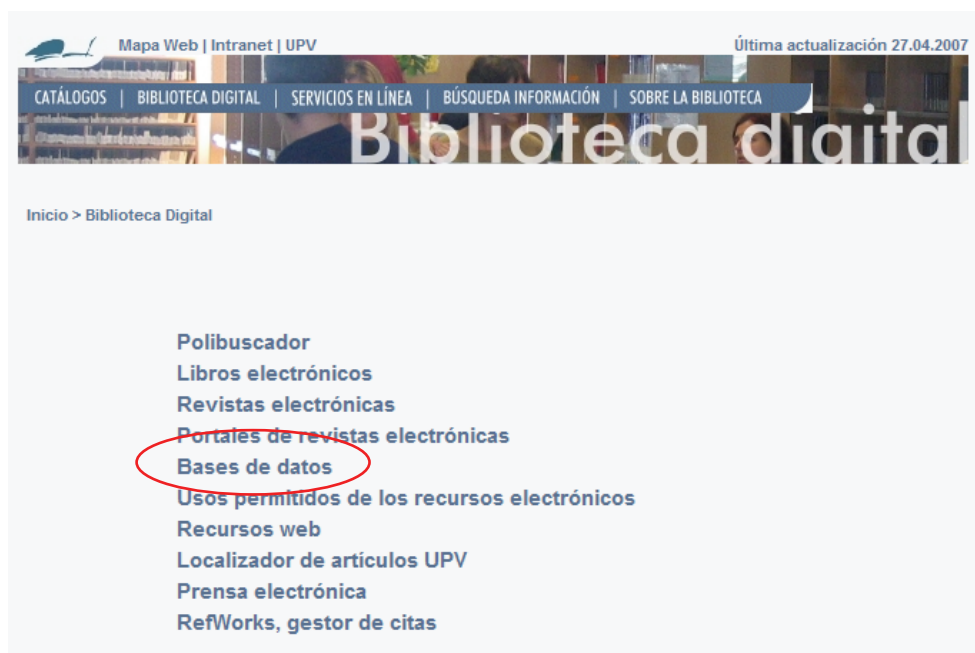 Mapa Web | Intranet | UPV
Última actualización 27.04.2007
CATÁLOGOS | BIBLIOTECA DIGITAL | SERVICIOS EN LÍNEA | BÚSQUEDA INFORMACIÓN | SOBRE LA BIBLIOTECA
Biblioteca digital
Inicio > Biblioteca Digital
Polibuscador
Libros electrónicos
Revistas electrónicas
Portales de revistas electrónicas
Bases de datos
Usos permitidos de los recursos electrónicos
Recursos web
Localizador de artículos UPV
Prensa electrónica
RefWorks, gestor de citas